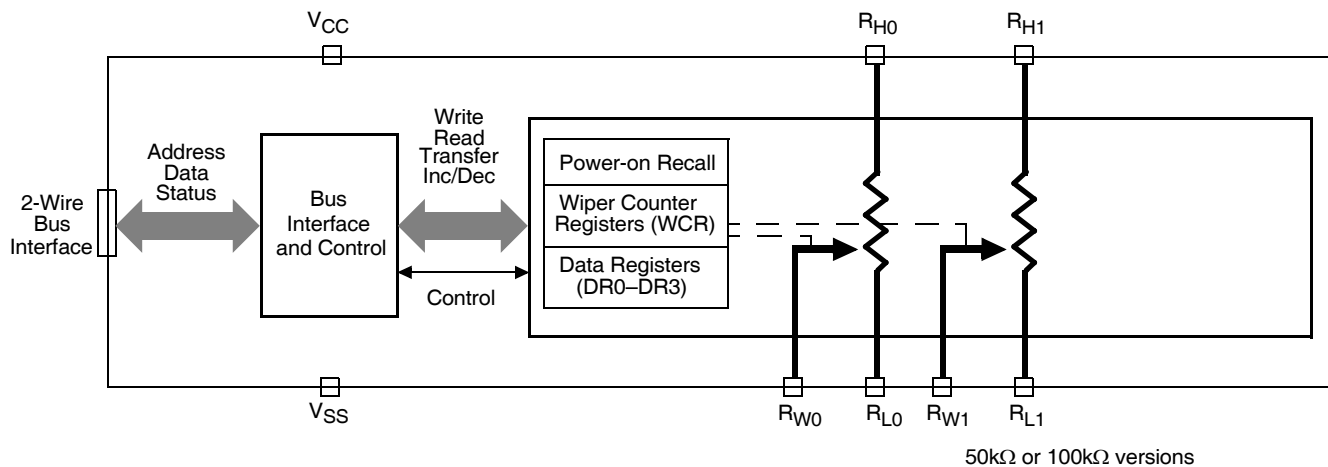 VCC
RH0
RH1
Address
Data
Status
Write
Read
Transfer
Inc/Dec
2-Wire
Bus
Interface
Bus
Interface
and Control
Power-on Recall
Wiper Counter
Registers (WCR)
Data Registers
(DR0–DR3)
Control
VSS
RW0
RL0
RW1
RL1
50kΩ or 100kΩ versions